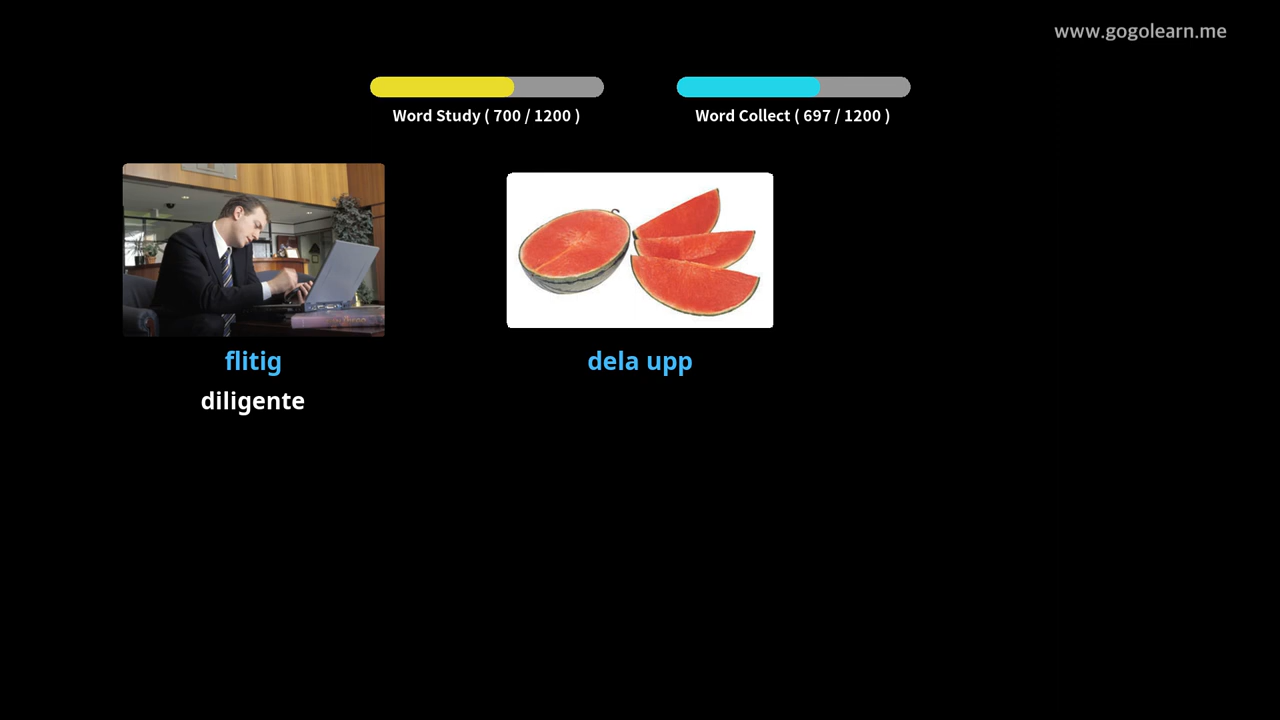 www.gogolearn.me
Word Study ( 700 / 1200 )
Word Collect ( 697 / 1200 )
flitig
dela upp
diligente